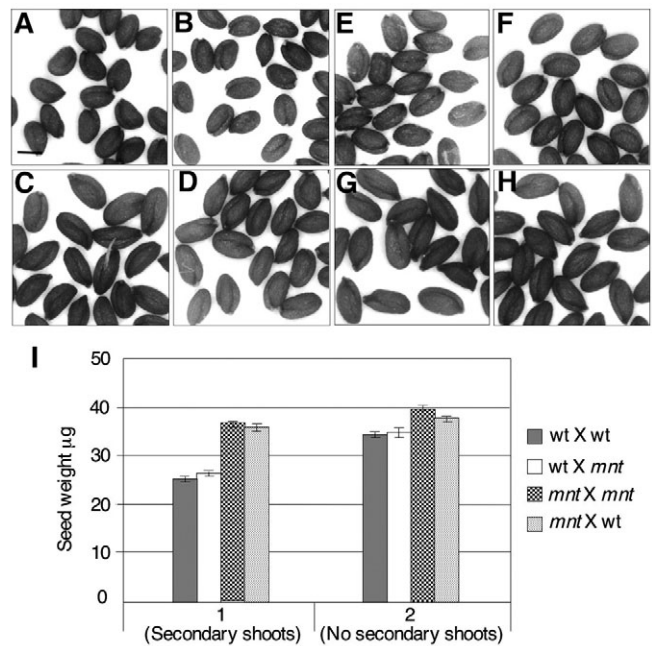 A
B
E
F
C
D
G
H
I
50
40
30
20
10
0
Seed weight µg
1
(Secondary shoots)
2
(No secondary shoots)
wt X wt
wt X mnt
mnt X mnt
mnt X wt